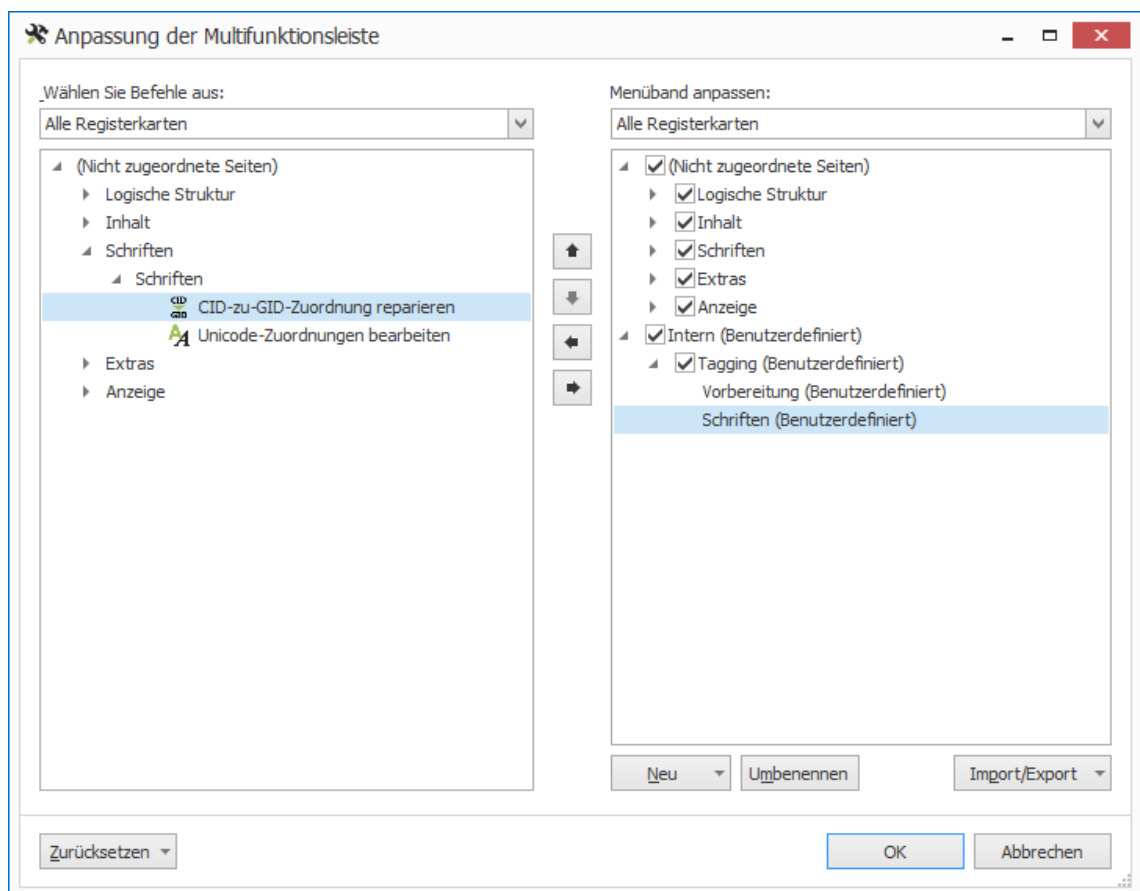 Anpassung der Multifunktionsleiste
Wählen Sie Befehle aus:
Alle Registerkarten
(Nicht zugeordnete Seiten)
Logische Struktur
Inhalt
Schriften
Schriften
CID-zu-GID-Zuordnung reparieren
Unicode-Zuordnungen bearbeiten
Extras
Anzeige
Menüband anpassen:
Alle Registerkarten
(Nicht zugeordnete Seiten)
Logische Struktur
Inhalt
Schriften
Extras
Anzeige
Intern (Benutzerdefiniert)
Tagging (Benutzerdefiniert)
Vorbereitung (Benutzerdefiniert)
Schriften (Benutzerdefiniert)
Neu
Umbenennen
Import/Export
Zurücksetzen
OK
Abbrechen